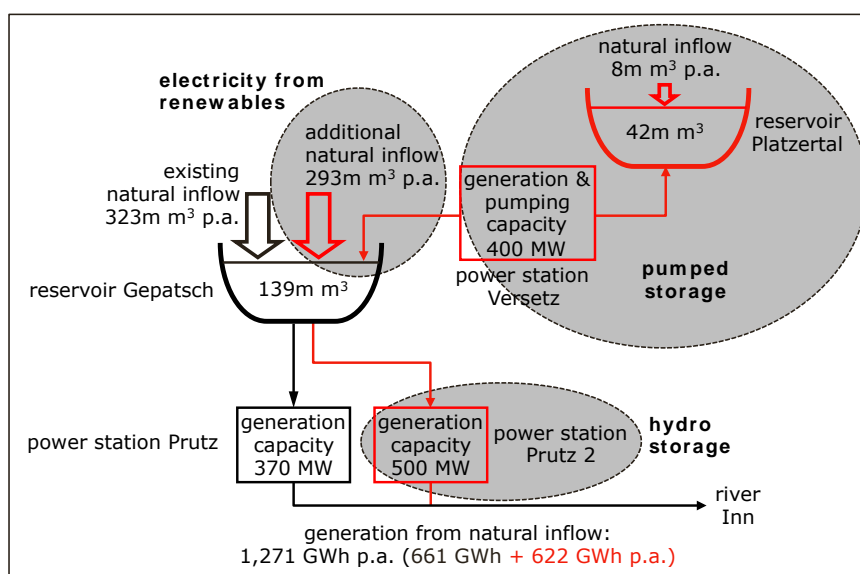 electricity from
renewables
natural inflow
8m m³ p.a.
42m m³
reservoir
Platzertal
additional
natural inflow
293m m³ p.a.
existing
natural inflow
323m m³ p.a.
generation &
pumping
capacity
400 MW
power station
Versetz
pumped
storage
reservoir Gepatsch
139m m³
power station Prutz
generation
capacity
370 MW
generation
capacity
500 MW
power station
Prutz 2
hydro
storage
river
Inn
generation from natural inflow:
1,271 GWh p.a. (661 GWh + 622 GWh p.a.)